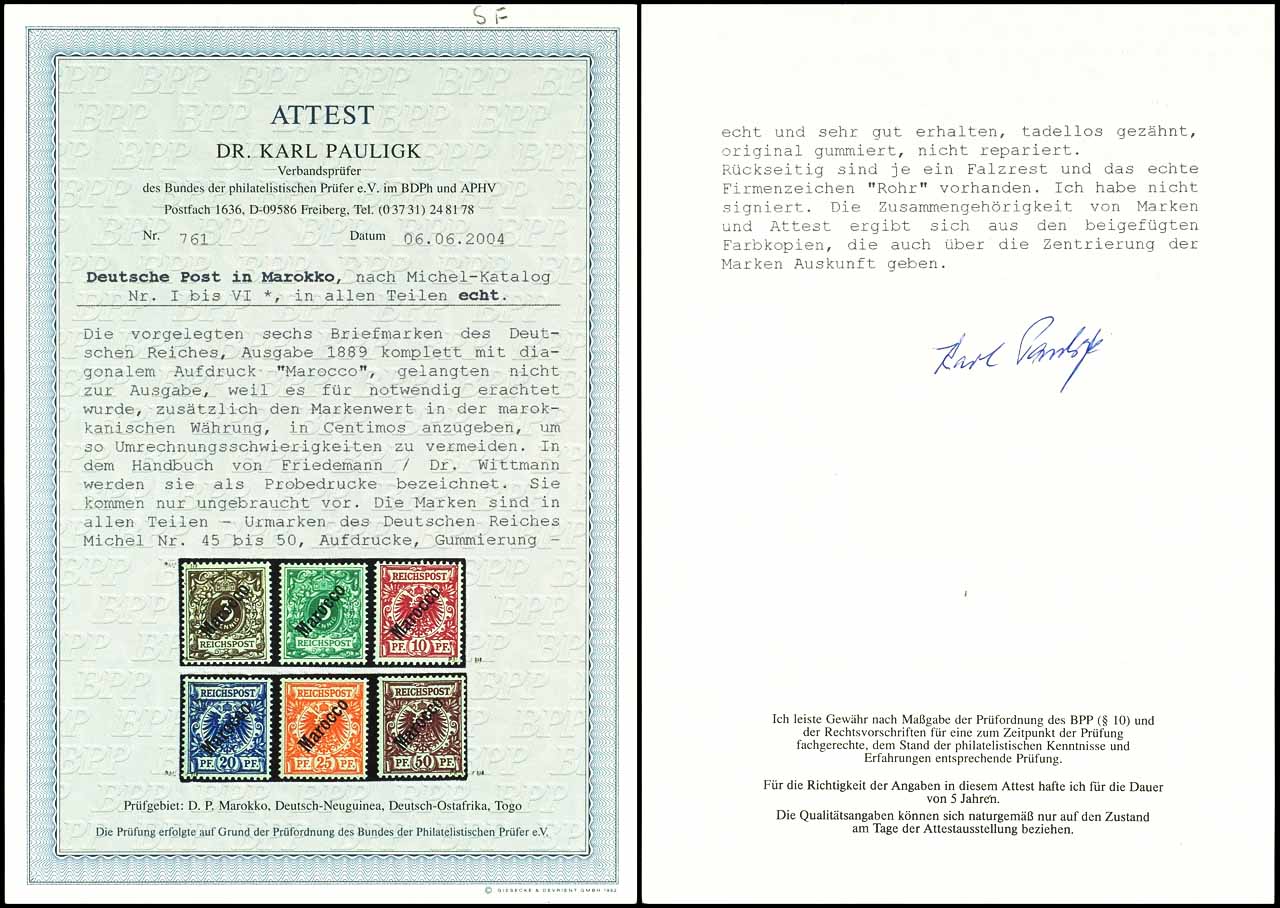 SF
ATTEST
DR. KARL PAULIGK
Verbandsprüfer
des Bundes der philatelistischen Prüfer e.V. im BDPh und APHV
Postfach 1636, D-09586 Freiberg, Tel. (0 37 31) 24 81 78
Nr. 761 Datum 06.06.2004
Deutsche Post in Marokko, nach Michel-Katalog
Nr. I bis VI *, in allen Teilen echt.
Die vorgelegten sechs Briefmarken des Deut-
schen Reiches, Ausgabe 1889 komplett mit dia-
gonalem Aufdruck "Marocco", gelangten nicht
zur Ausgabe, weil es für notwendig erachtet
wurde, zusätzlich den Markenwert in der marok-
kanischen Währung, in Centimos anzugeben, um
so Umrechnungsschwierigkeiten zu vermeiden. In
dem Handbuch von Friedemann / Dr. Wittmann
werden sie als Probedrucke bezeichnet. Sie
kommen nur ungebraucht vor. Die Marken sind in
allen Teilen - Urmarken des Deutschen Reiches
Michel Nr. 45 bis 50, Aufdrucke, Gummierung -
Marocco
REICHSPOST
Marocco
REICHSPOST
REICHSPOST
Marocco
PF. 10 PF.
REICHSPOST
Marocco
PF. 20 PF.
REICHSPOST
Marocco
PF. 25 PF.
REICHSPOST
Marocco
PF. 50 PF.
Prüfgebiet: D. P. Marokko, Deutsch-Neuguinea, Deutsch-Ostafrika, Togo
Die Prüfung erfolgte auf Grund der Prüfordnung des Bundes der Philatelistischen Prüfer e.V.
© GIESECKE & DEVRIENT GMBH 1992
echt und sehr gut erhalten, tadellos gezähnt,
original gummiert, nicht repariert.
Rückseitig sind je ein Falzrest und das echte
Firmenzeichen "Rohr" vorhanden. Ich habe nicht
signiert. Die Zusammengehörigkeit von Marken
und Attest ergibt sich aus den beigefügten
Farbkopien, die auch über die Zentrierung der
Marken Auskunft geben.
Karl Pauligk
Ich leiste Gewähr nach Maßgabe der Prüfordnung des BPP (§ 10) und
der Rechtsvorschriften für eine zum Zeitpunkt der Prüfung
fachgerechte, dem Stand der philatelistischen Kenntnisse und
Erfahrungen entsprechende Prüfung.
Für die Richtigkeit der Angaben in diesem Attest hafte ich für die Dauer
von 5 Jahren.
Die Qualitätsangaben können sich naturgemäß nur auf den Zustand
am Tage der Attestausstellung beziehen.